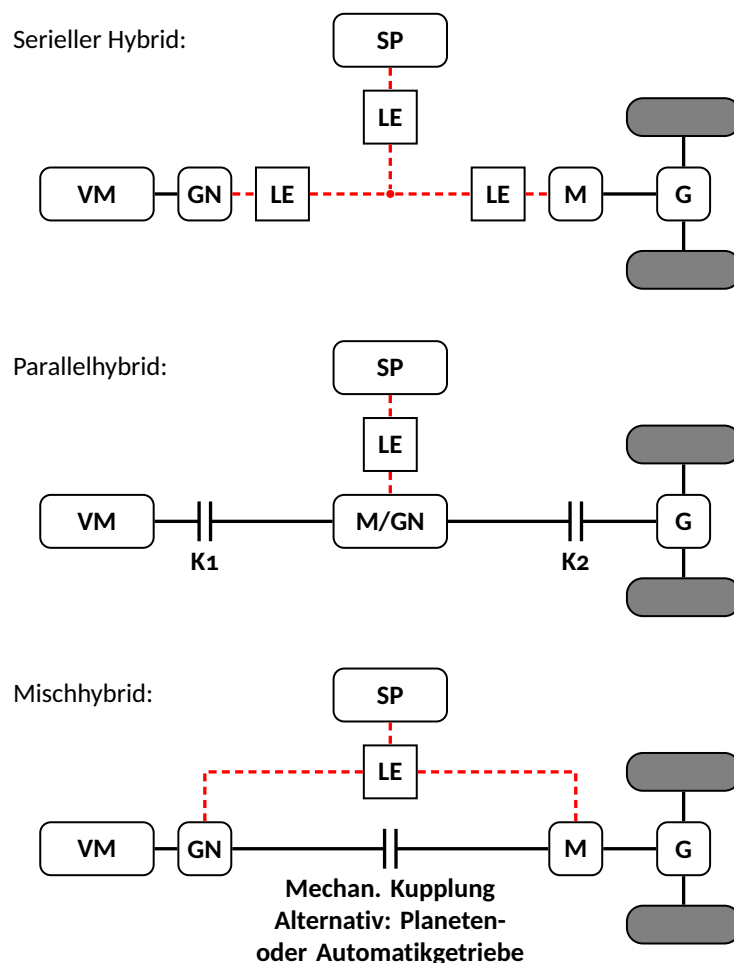 Serieller Hybrid:
SP
LE
VM GN LE LE M G
Parallelhybrid:
SP
LE
VM M/GN G
K1 K2
Mischhybrid:
SP
LE
VM GN M G
Mechan. Kupplung
Alternativ: Planeten-
oder Automatikgetriebe